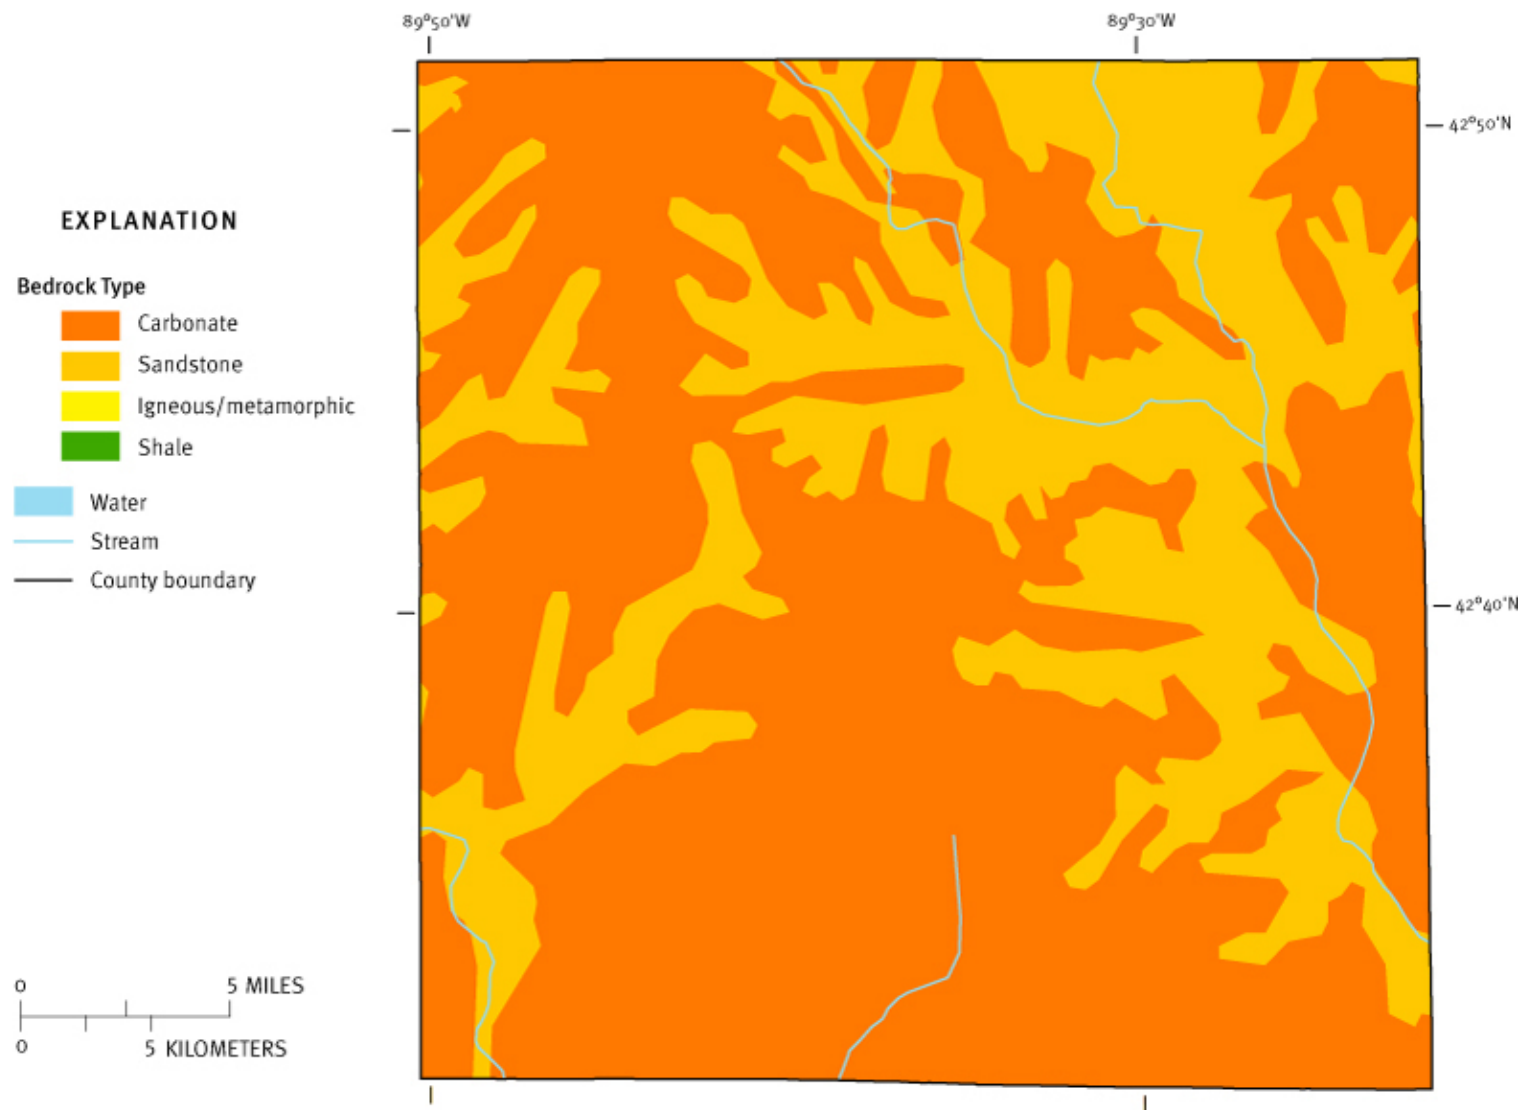 89°50'W
89°30'W
42°50'N
EXPLANATION
Bedrock Type
Carbonate
Sandstone
Igneous/metamorphic
Shale
Water
Stream
County boundary
42°40'N
0 5 MILES
0 5 KILOMETERS